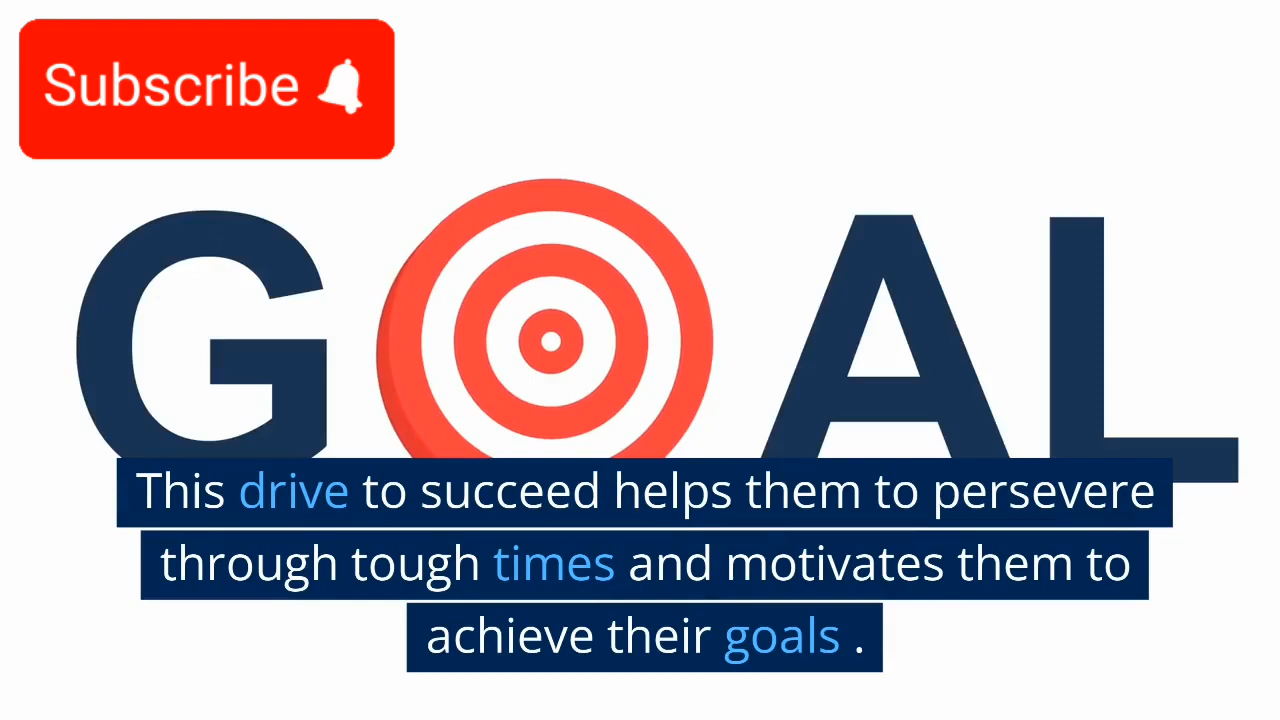 Subscribe
GOAL
This drive to succeed helps them to persevere
through tough times and motivates them to
achieve their goals .